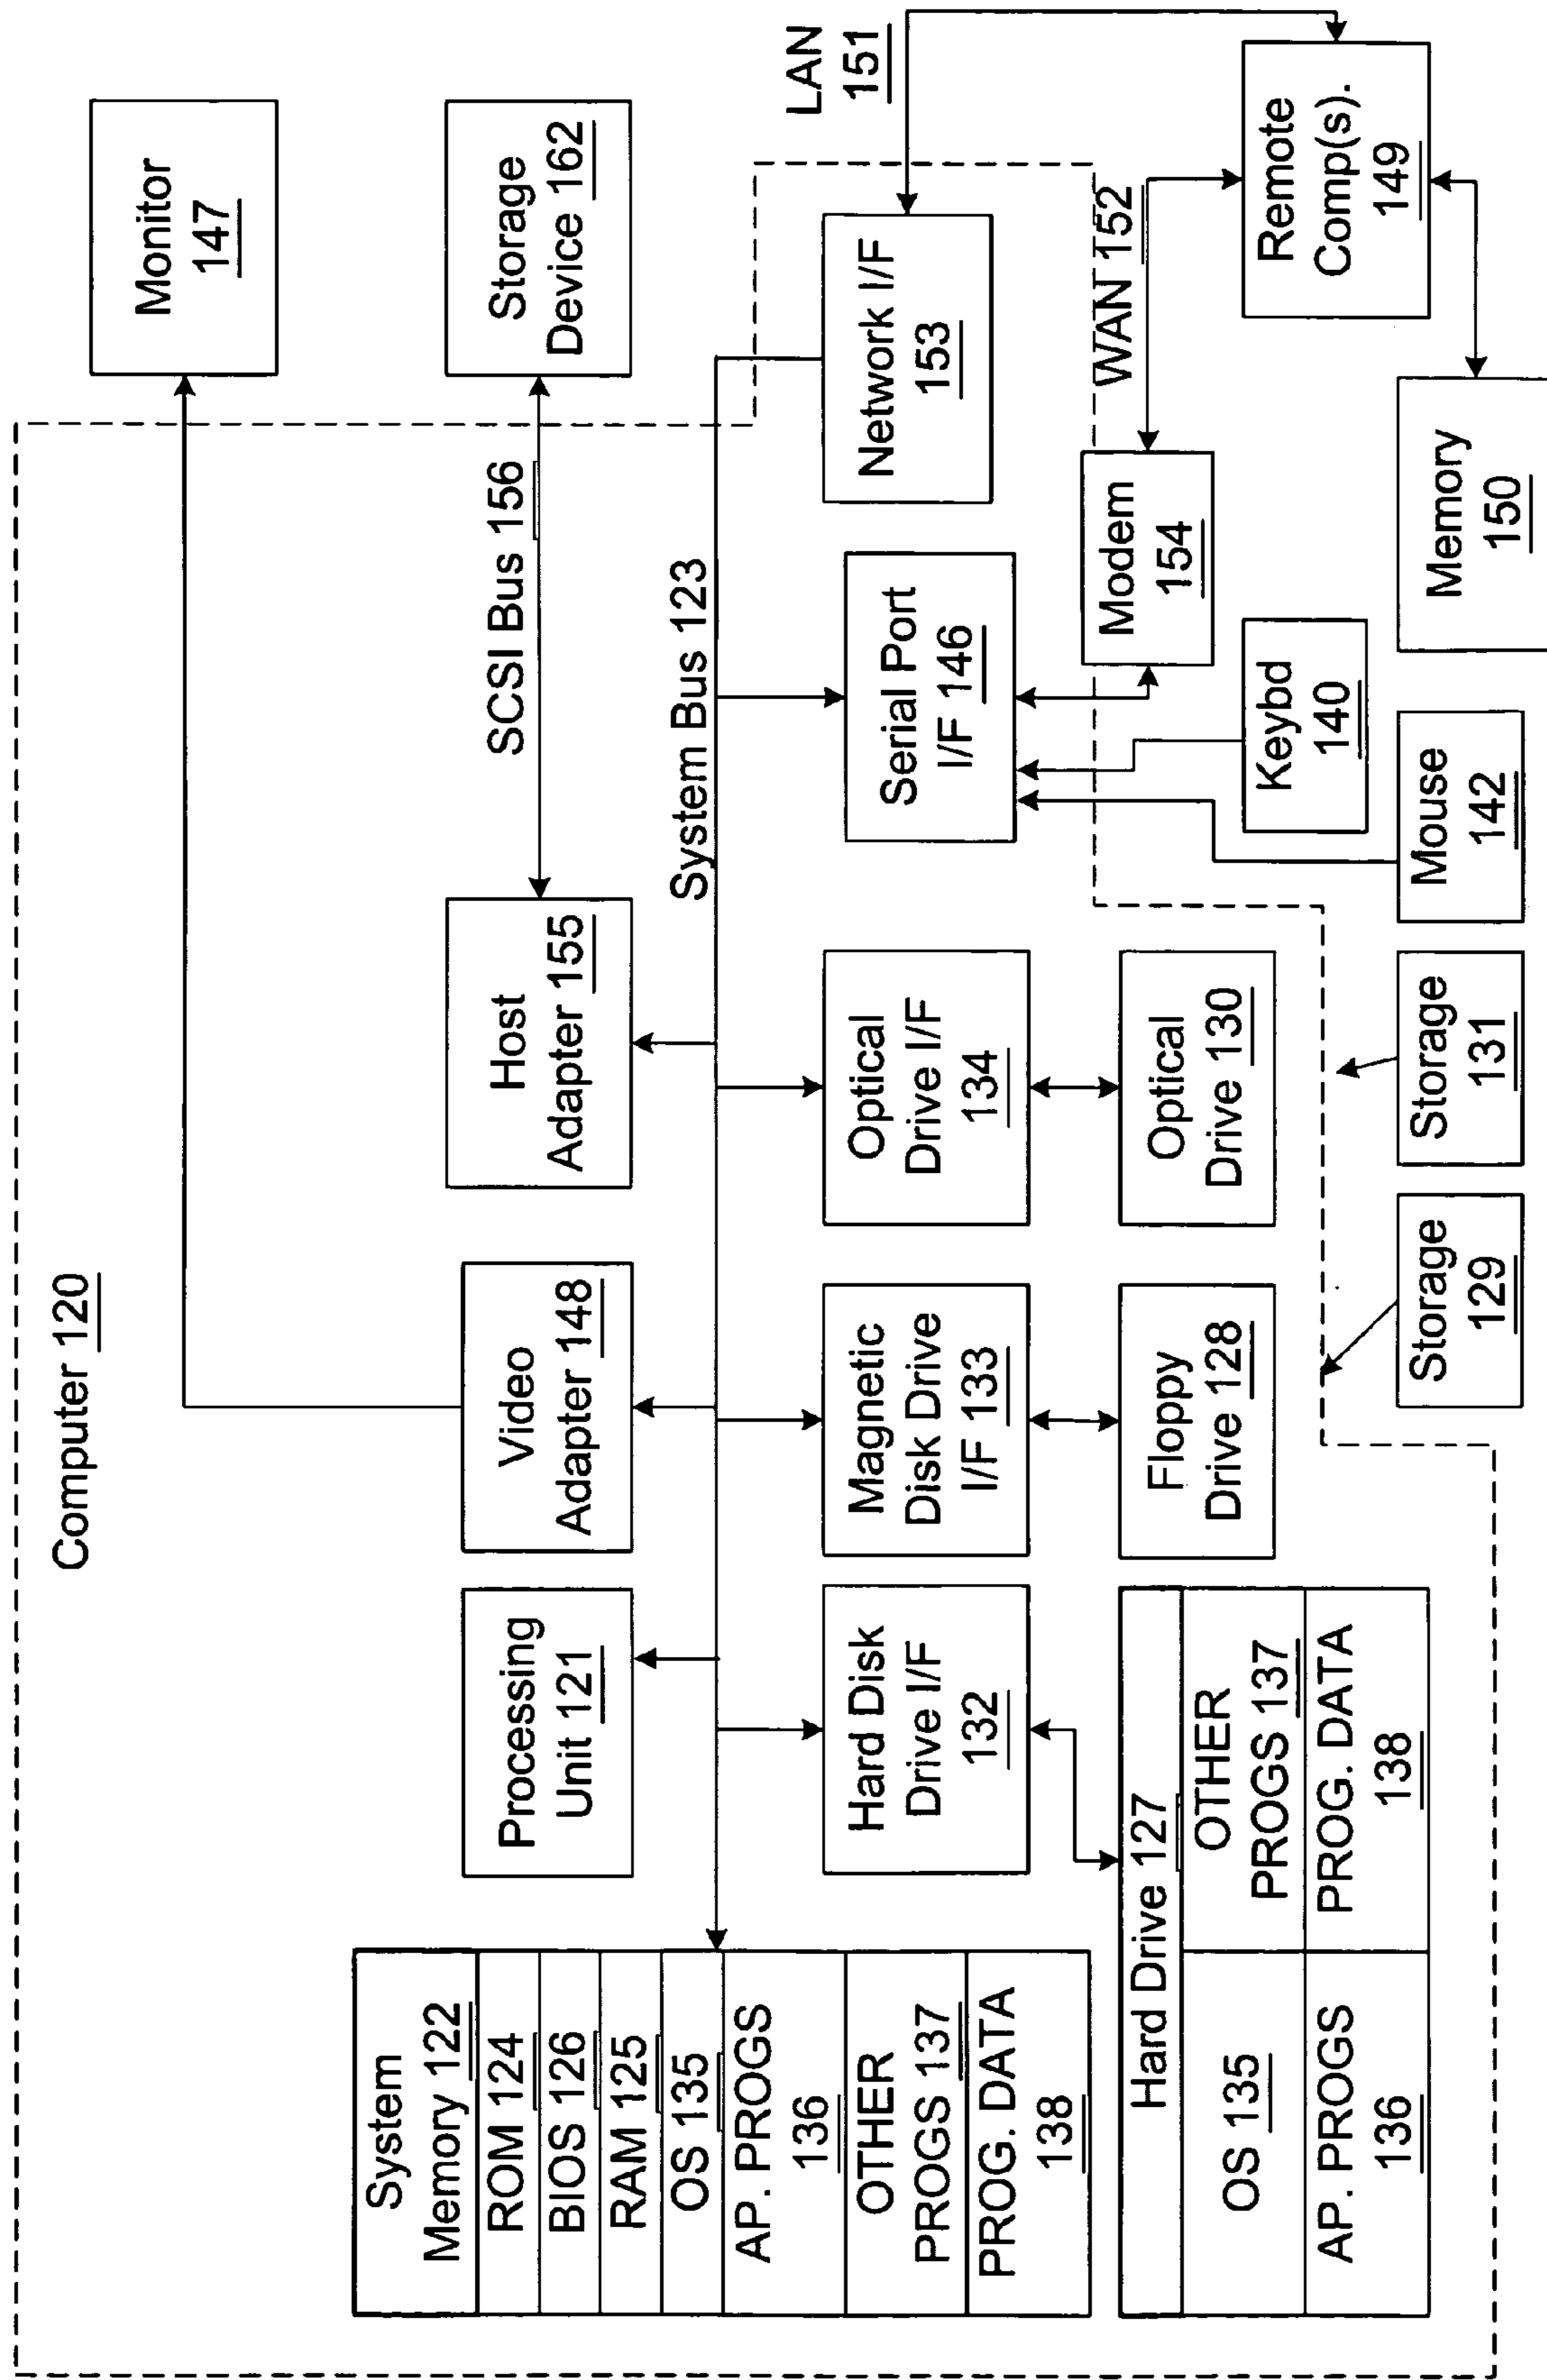 Computer 120
Monitor
147
Storage
Device 162
SCSI Bus 156
Host
Adapter 155
Video
Adapter 148
Processing
Unit 121
System
Memory 122
ROM 124
BIOS 126
RAM 125
OS 135
AP. PROGS
136
OTHER
PROGS 137
PROG. DATA
138
System Bus 123
Hard Disk
Drive I/F
132
Magnetic
Disk Drive
I/F 133
Optical
Drive I/F
134
Serial Port
I/F 146
Network I/F
153
LAN
151
Hard Drive 127
OS 135
OTHER
PROGS 137
AP. PROGS
136
PROG. DATA
138
Floppy
Drive 128
Optical
Drive 130
Modem
154
WAN 152
Keybd
140
Remote
Comp(s).
149
Storage
129
Storage
131
Mouse
142
Memory
150